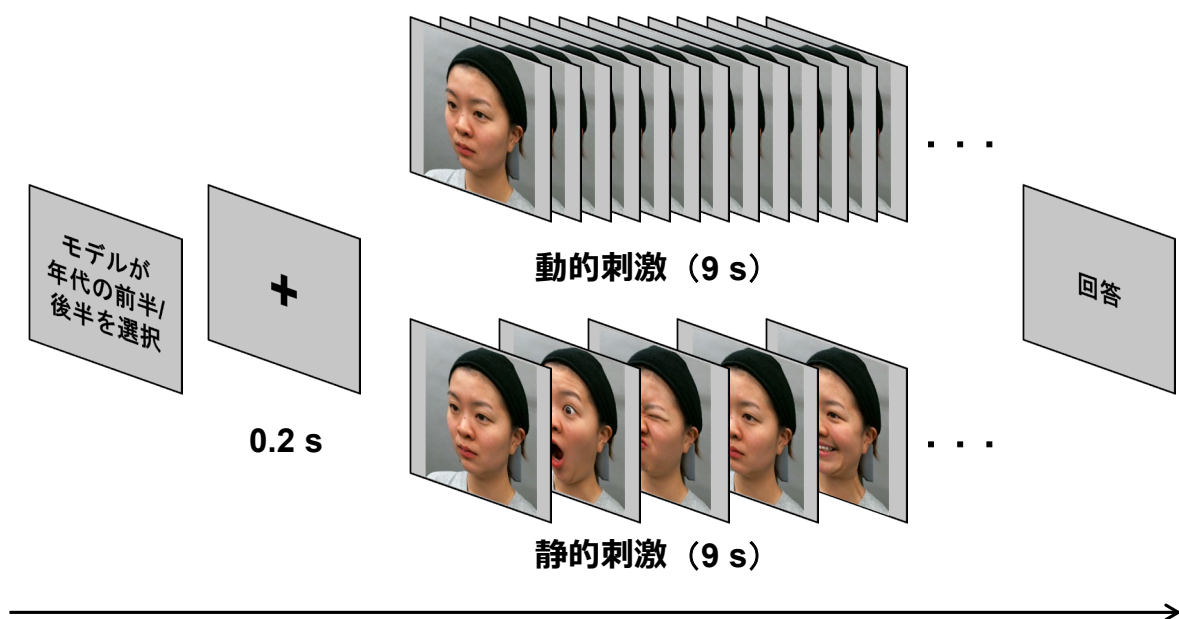 モデルが
年代の前半/
後半を選択
+
0.2 s
動的刺激（9 s）
. . .
静的刺激（9 s）
. . .
回答